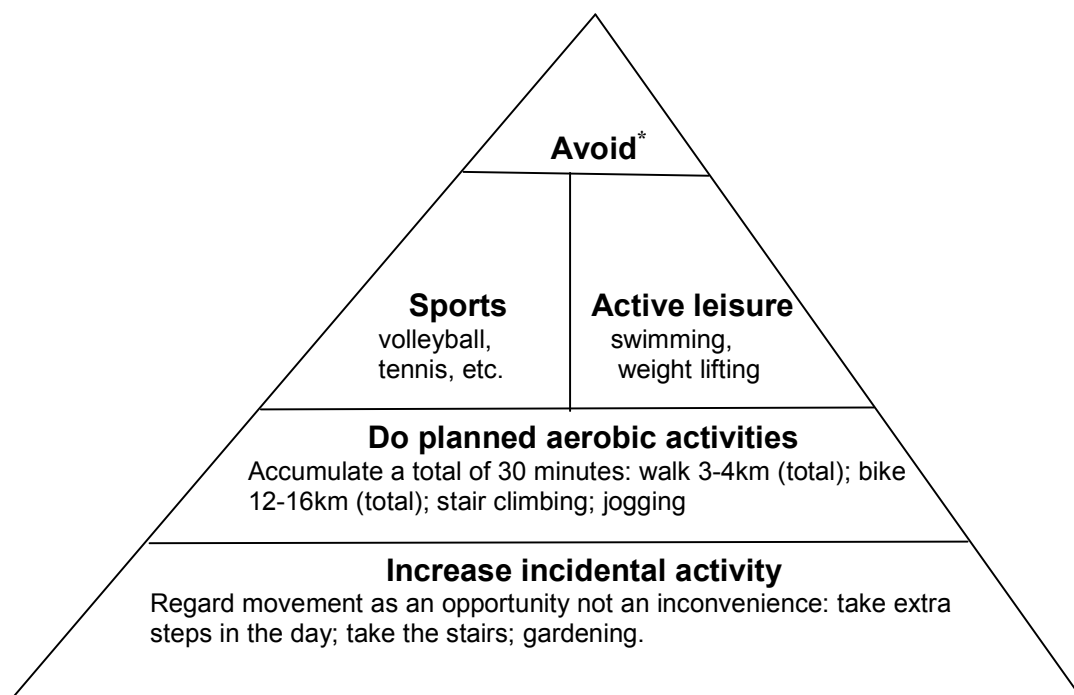 Avoid*
Sports
volleyball,
tennis, etc.
Active leisure
swimming,
weight lifting
Do planned aerobic activities
Accumulate a total of 30 minutes: walk 3-4km (total); bike
12-16km (total); stair climbing; jogging
Increase incidental activity
Regard movement as an opportunity not an inconvenience: take extra
steps in the day; take the stairs; gardening.